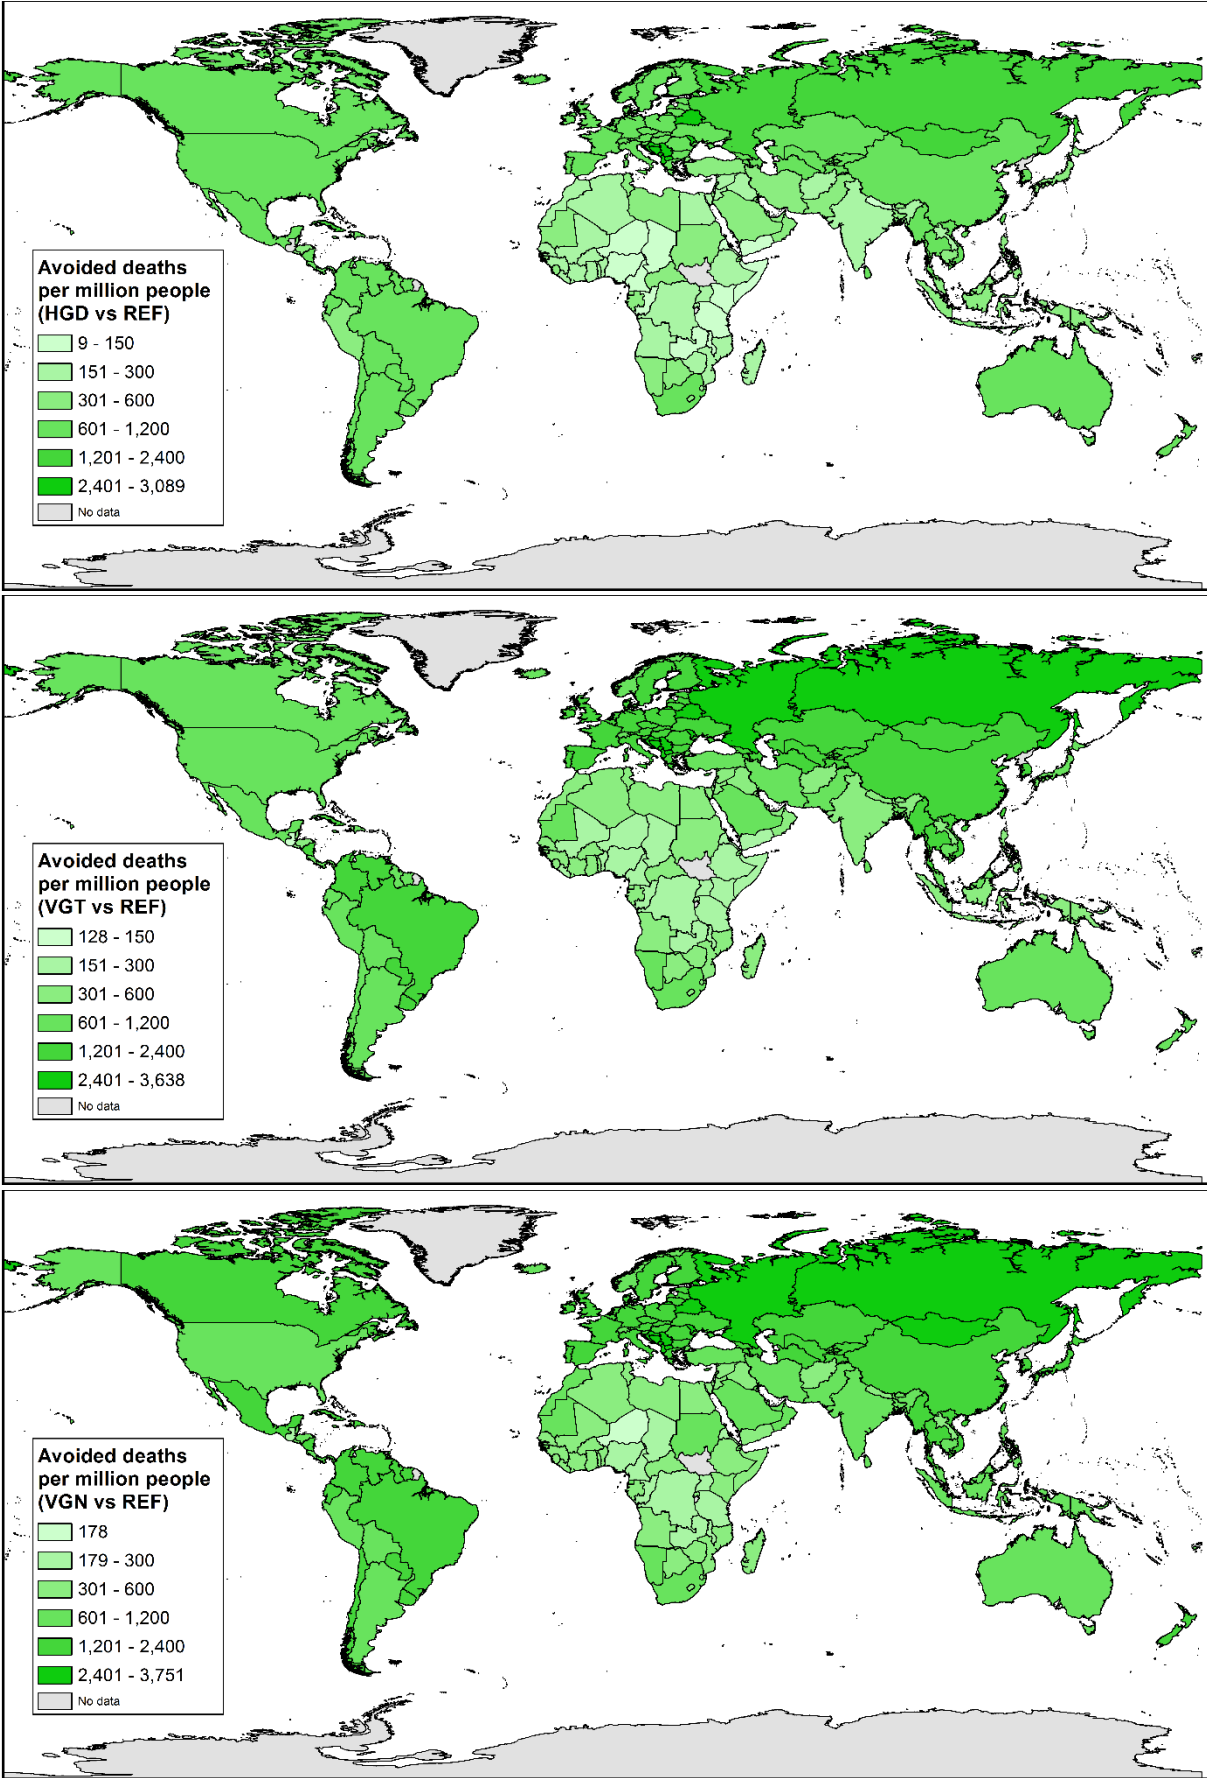 Avoided deaths
per million people
(HGD vs REF)
9 - 150
151 - 300
301 - 600
601 - 1,200
1,201 - 2,400
2,401 - 3,089
No data
Avoided deaths
per million people
(VGT vs REF)
128 - 150
151 - 300
301 - 600
601 - 1,200
1,201 - 2,400
2,401 - 3,638
No data
Avoided deaths
per million people
(VGN vs REF)
178
179 - 300
301 - 600
601 - 1,200
1,201 - 2,400
2,401 - 3,751
No data